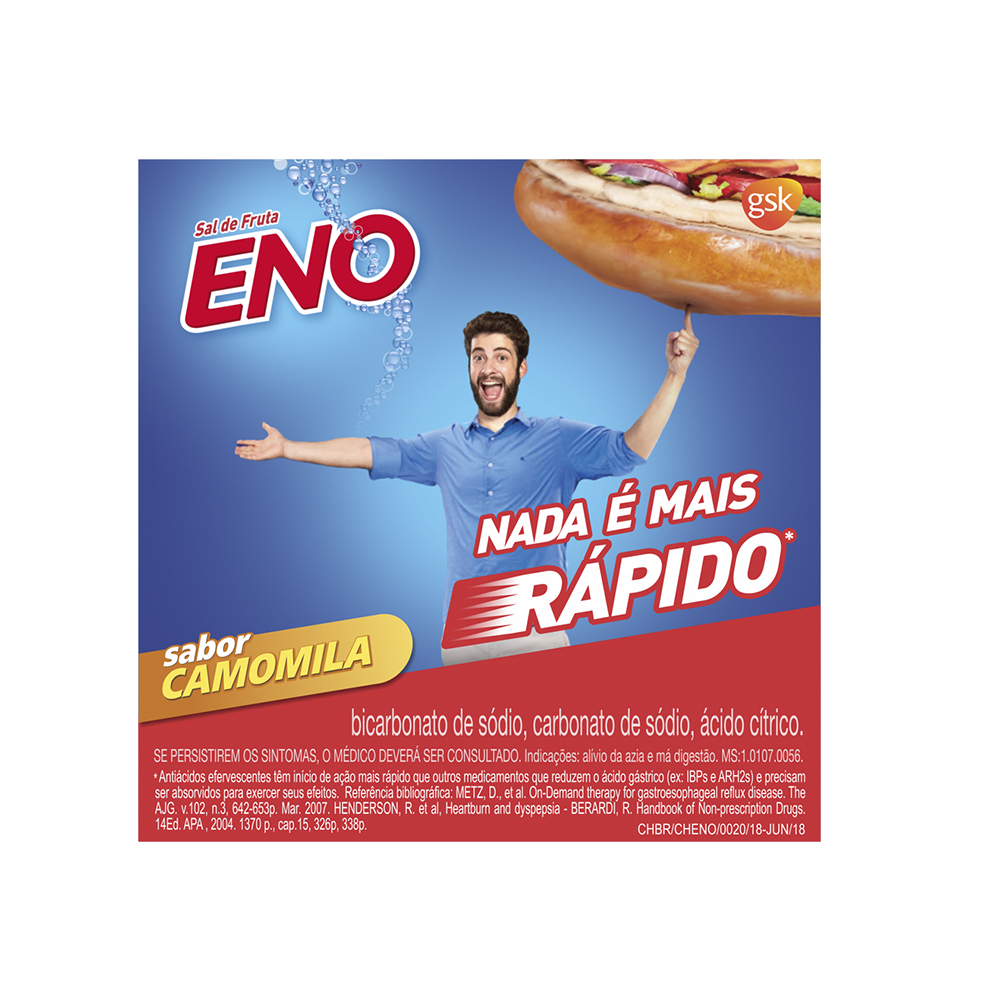 Sal de Fruta
ENO
gsk
NADA É MAIS
RÁPIDO*
sabor
CAMOMILA
bicarbonato de sódio, carbonato de sódio, ácido cítrico.
SE PERSISTIREM OS SINTOMAS, O MÉDICO DEVERÁ SER CONSULTADO. Indicações: alívio da azia e má digestão. MS:1.0107.0056.
*Antiácidos efervescentes têm início de ação mais rápido que outros medicamentos que reduzem o ácido gástrico (ex: IBPs e ARH2s) e precisam
ser absorvidos para exercer seus efeitos. Referência bibliográfica: METZ, D., et al. On-Demand therapy for gastroesophageal reflux disease. The
AJG. v.102, n.3, 642-653p. Mar. 2007. HENDERSON, R. et al, Heartburn and dyspepsia - BERARDI, R. Handbook of Non-prescription Drugs.
14Ed. APA , 2004. 1370 p., cap.15, 326p, 338p.
CHBR/CHENO/0020/18-JUN/18